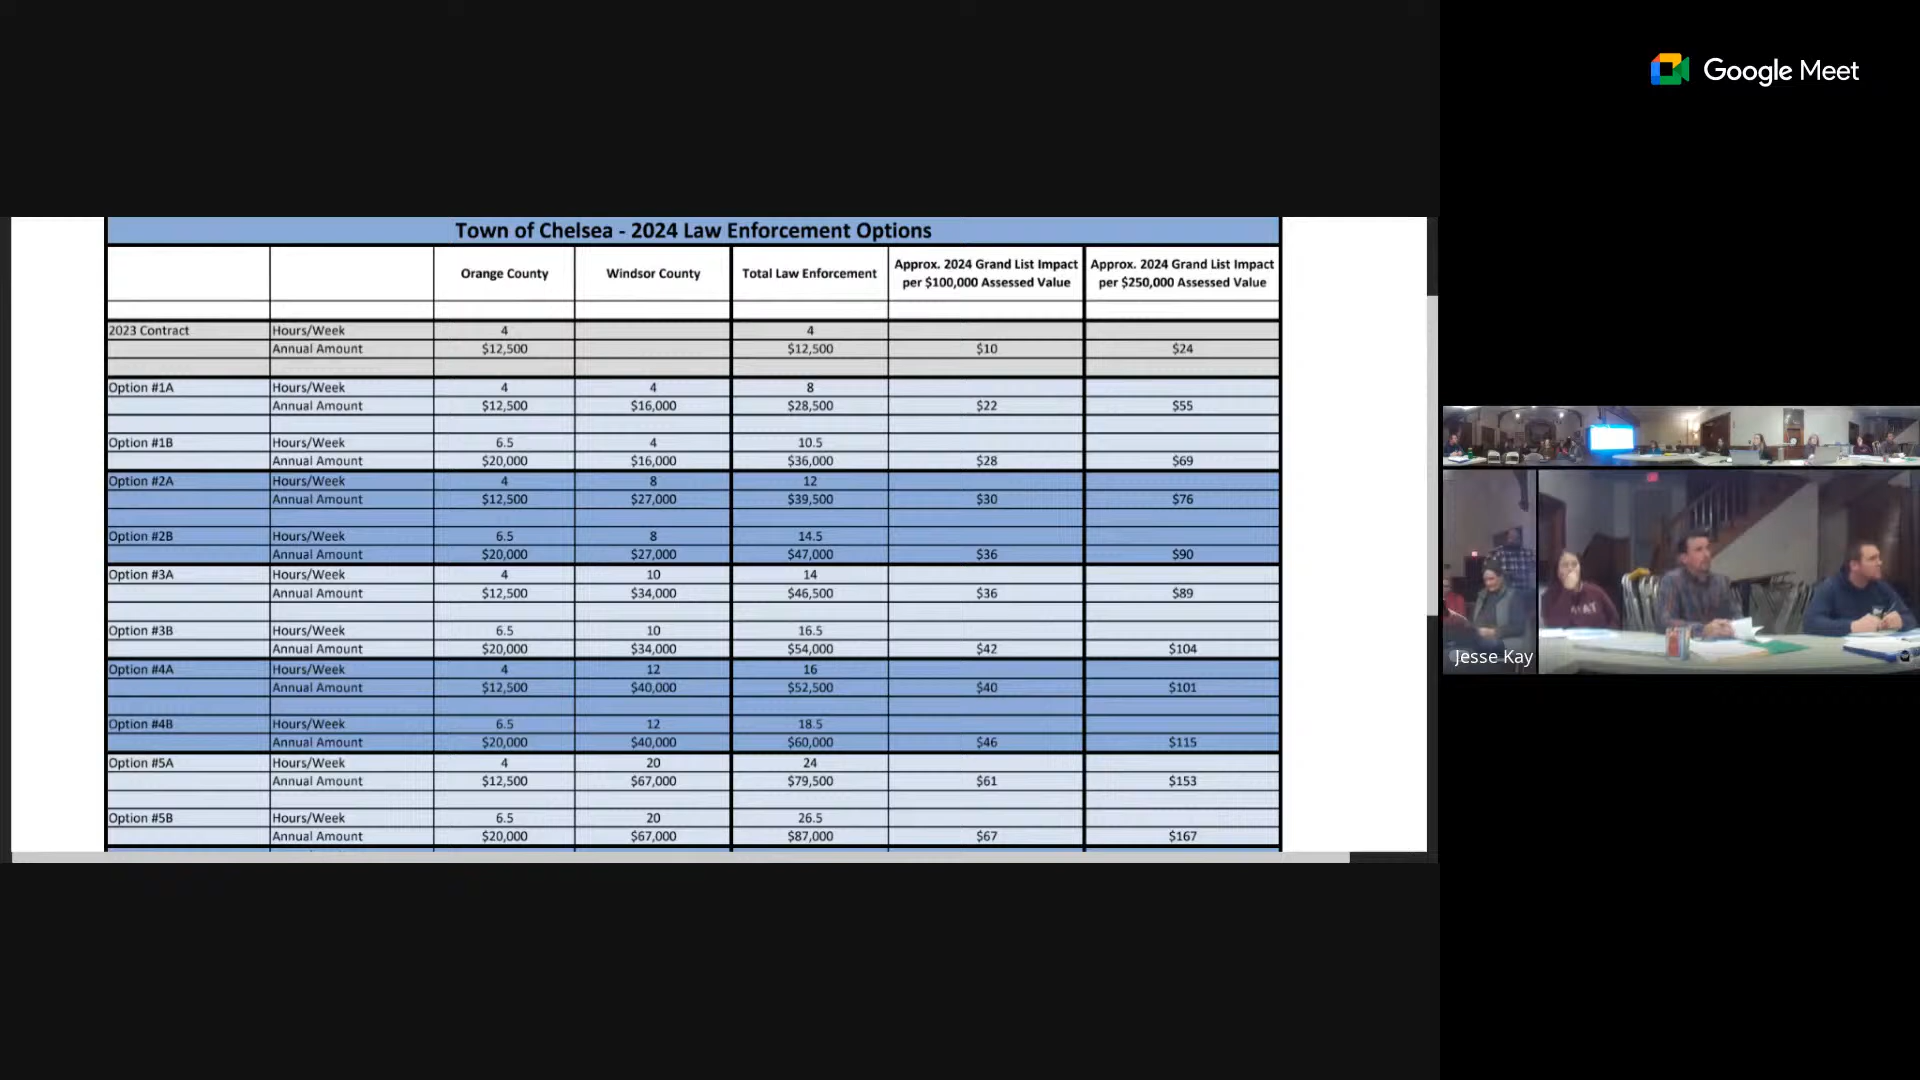 Google Meet
Town of Chelsea - 2024 Law Enforcement Options
Orange County Windsor County Total Law Enforcement Approx. 2024 Grand List Impact per $100,000 Assessed Value Approx. 2024 Grand List Impact per $250,000 Assessed Value
2023 Contract Hours/Week 4 4
Annual Amount $12,500 $12,500 $10 $24
Option #1A Hours/Week 4 4 8
Annual Amount $12,500 $16,000 $28,500 $22 $55
Option #1B Hours/Week 6.5 4 10.5
Annual Amount $20,000 $16,000 $36,000 $28 $69
Option #2A Hours/Week 4 8 12
Annual Amount $12,500 $27,000 $39,500 $30 $76
Option #2B Hours/Week 6.5 8 14.5
Annual Amount $20,000 $27,000 $47,000 $36 $90
Option #3A Hours/Week 4 10 14
Annual Amount $12,500 $34,000 $46,500 $36 $89
Option #3B Hours/Week 6.5 10 16.5
Annual Amount $20,000 $34,000 $54,000 $42 $104
Option #4A Hours/Week 4 12 16
Annual Amount $12,500 $40,000 $52,500 $40 $101
Option #4B Hours/Week 6.5 12 18.5
Annual Amount $20,000 $40,000 $60,000 $46 $115
Option #5A Hours/Week 4 20 24
Annual Amount $12,500 $67,000 $79,500 $61 $153
Option #5B Hours/Week 6.5 20 26.5
Annual Amount $20,000 $67,000 $87,000 $67 $167
Jesse Kay